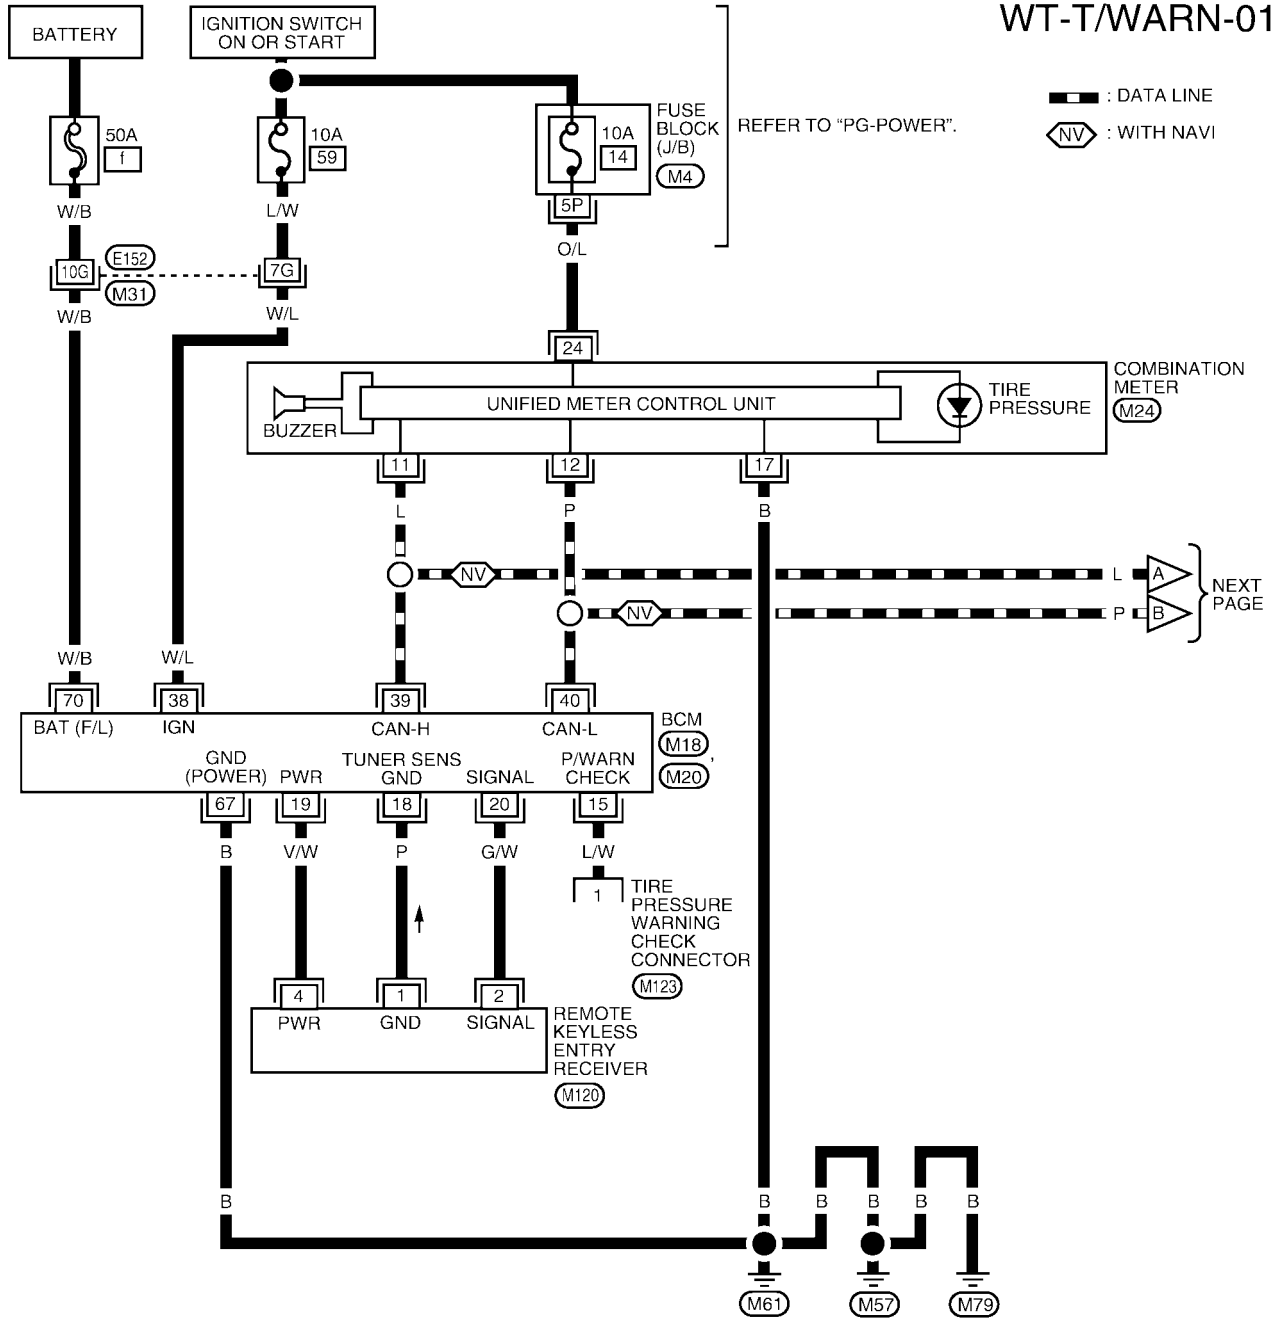 WT-T/WARN-01
BATTERY
IGNITION SWITCH
ON OR START
: DATA LINE
NV : WITH NAVI
50A
f
10A
59
10A
14
FUSE
BLOCK
(J/B)
M4
REFER TO “PG-POWER”.
5P
W/B
L/W
O/L
10G
E152
M31
7G
W/B
W/L
24
COMBINATION
METER
M24
BUZZER
UNIFIED METER CONTROL UNIT
TIRE
PRESSURE
11
12
17
L
P
B
NV
L
A
NV
P
B
NEXT
PAGE
W/B
W/L
70
38
39
40
BAT (F/L)
IGN
CAN-H
CAN-L
BCM
M18 ,
M20
GND
(POWER)
PWR
TUNER SENS
GND
SIGNAL
P/WARN
CHECK
67
19
18
20
15
B
V/W
P
G/W
L/W
1
TIRE
PRESSURE
WARNING
CHECK
CONNECTOR
M123
4
1
2
PWR
GND
SIGNAL
REMOTE
KEYLESS
ENTRY
RECEIVER
M120
B
B
B
B
B
B
M61
M57
M79